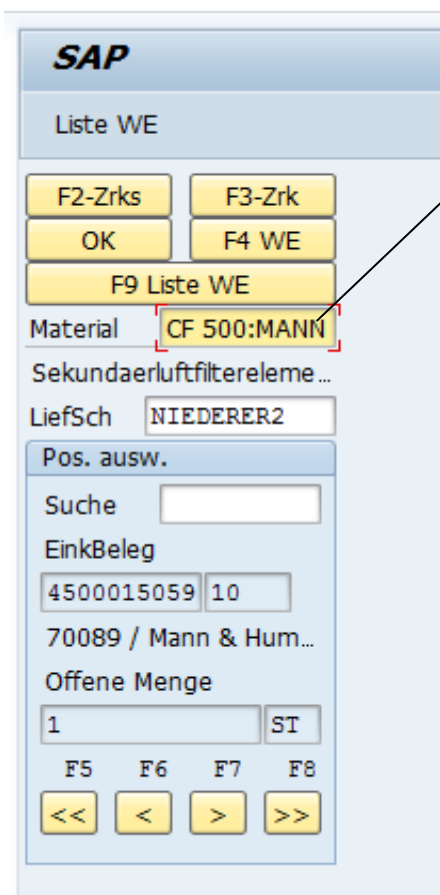 SAP
Liste WE
F2-Zrks F3-Zrk
OK F4 WE
F9 Liste WE
Material CF 500:MANN
Sekundaerluftfiltereleme...
LiefSch NIEDERER2
Pos. ausw.
Suche
EinkBeleg
4500015059 10
70089 / Mann & Hum...
Offene Menge
1 ST
F5 F6 F7 F8
<< < > >>